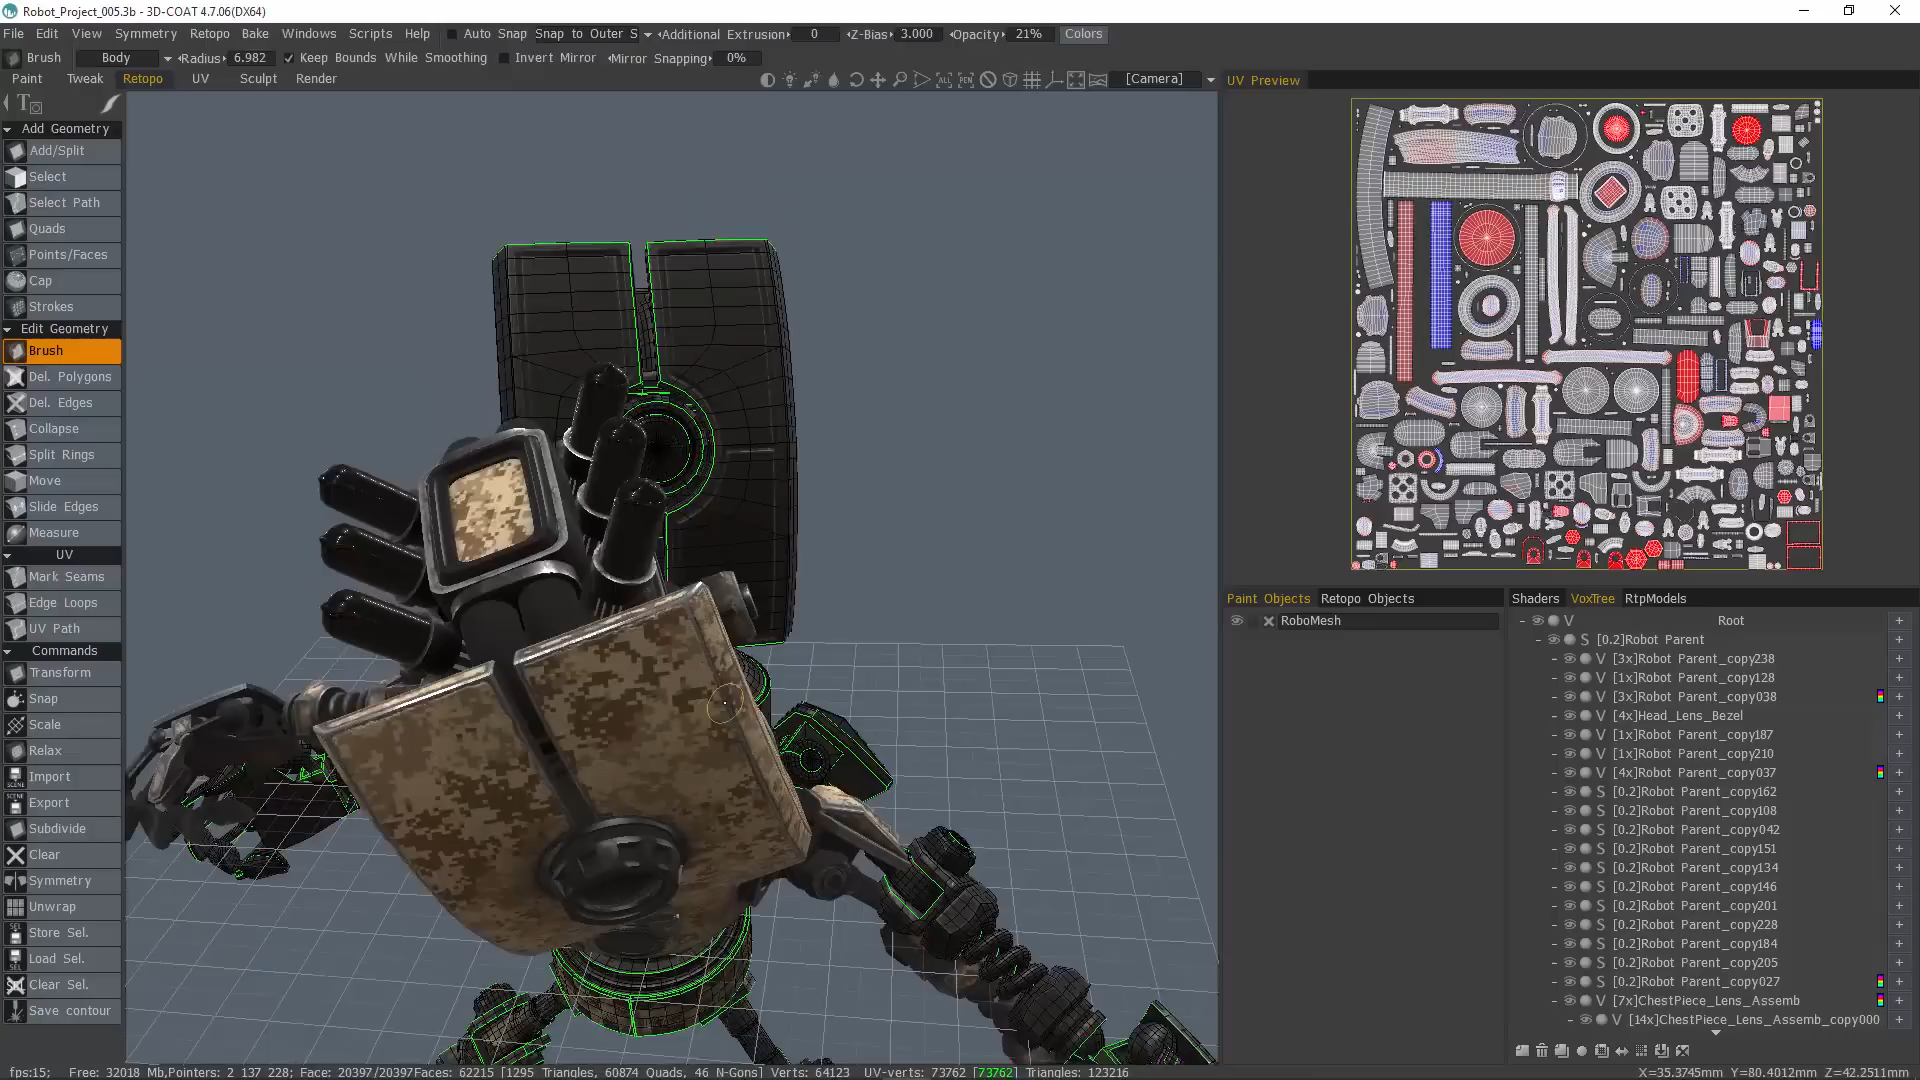 Robot_Project_005.3b - 3D-COAT 4.7.06(DX64)
File Edit View Symmetry Retopo Bake Windows Scripts Help Auto Snap Snap to Outer S Additional Extrusion 0 Z-Bias 3.000 Opacity 21% Colors
Brush Body Radius 6.982 Keep Bounds While Smoothing Invert Mirror Mirror Snapping 0%
Paint Tweak Retopo UV Sculpt Render [Camera] UV Preview
Add Geometry
Add/Split
Select
Select Path
Quads
Points/Faces
Cap
Strokes
Edit Geometry
Brush
Del. Polygons
Del. Edges
Collapse
Split Rings
Move
Slide Edges
Measure
UV
Mark Seams
Edge Loops
UV Path
Commands
Transform
Snap
Scale
Relax
Import
Export
Subdivide
Clear
Symmetry
Unwrap
Store Sel.
Load Sel.
Clear Sel.
Save contour
Paint Objects Retopo Objects
RoboMesh
Shaders VoxTree RtpModels
V Root
S [0.2]Robot Parent
V [3x]Robot Parent_copy238
V [1x]Robot Parent_copy128
V [3x]Robot Parent_copy038
V [4x]Head_Lens_Bezel
V [1x]Robot Parent_copy187
V [1x]Robot Parent_copy210
V [4x]Robot Parent_copy037
S [0.2]Robot Parent_copy162
S [0.2]Robot Parent_copy108
S [0.2]Robot Parent_copy042
S [0.2]Robot Parent_copy151
S [0.2]Robot Parent_copy134
S [0.2]Robot Parent_copy146
S [0.2]Robot Parent_copy201
S [0.2]Robot Parent_copy228
S [0.2]Robot Parent_copy184
S [0.2]Robot Parent_copy205
S [0.2]Robot Parent_copy027
V [7x]ChestPiece_Lens_Assemb
V [14x]ChestPiece_Lens_Assemb_copy000
fps:15; Free: 32018 Mb,Pointers: 2 137 228; Face: 20397/20397Faces: 62215 [1295 Triangles, 60874 Quads, 46 N-Gons] Verts: 64123 UV-verts: 73762 [73762] Triangles: 123216 X=35.3745mm Y=80.4012mm Z=42.2511mm